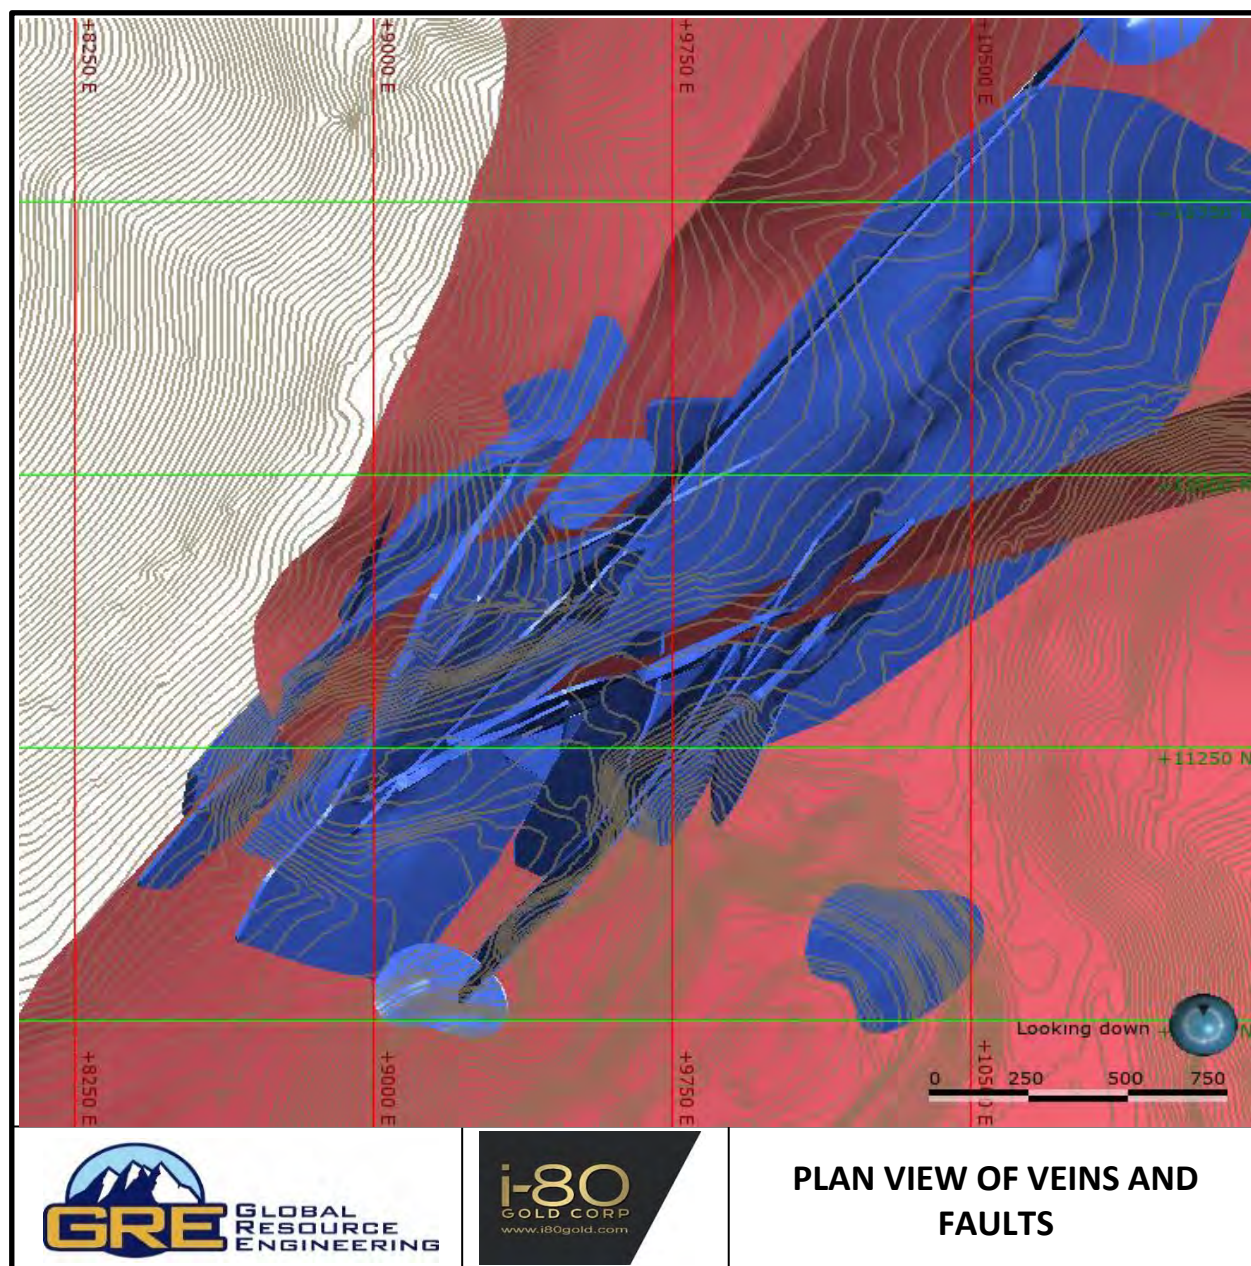 +8250 E
+9000 E
+9750 E
+10500 E
+11250 N
Looking down
0 250 500 750
+8250 E
+9000 E
+9750 E
GRE GLOBAL
RESOURCE
ENGINEERING
i-80
GOLD CORP
www.i80gold.com
PLAN VIEW OF VEINS AND
FAULTS